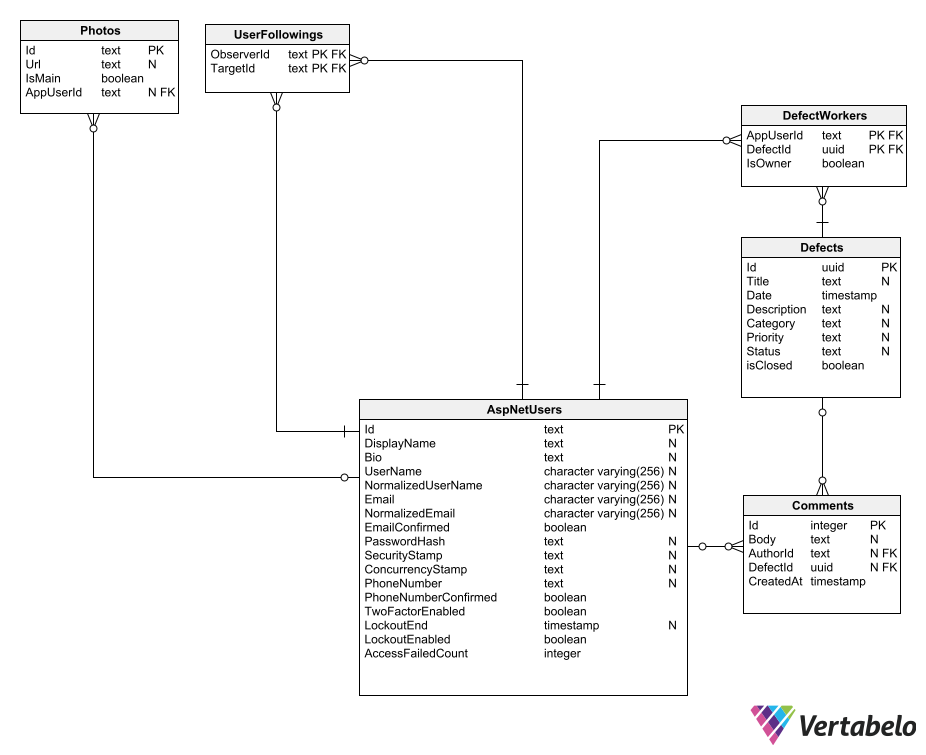 Photos
Id text PK
Url text N
IsMain boolean
AppUserId text N FK
UserFollowings
ObserverId text PK FK
TargetId text PK FK
DefectWorkers
AppUserId text PK FK
DefectId uuid PK FK
IsOwner boolean
Defects
Id uuid PK
Title text N
Date timestamp
Description text N
Category text N
Priority text N
Status text N
isClosed boolean
AspNetUsers
Id text PK
DisplayName text N
Bio text N
UserName character varying(256) N
NormalizedUserName character varying(256) N
Email character varying(256) N
NormalizedEmail character varying(256) N
EmailConfirmed boolean
PasswordHash text N
SecurityStamp text N
ConcurrencyStamp text N
PhoneNumber text N
PhoneNumberConfirmed boolean
TwoFactorEnabled boolean
LockoutEnd timestamp N
LockoutEnabled boolean
AccessFailedCount integer
Comments
Id integer PK
Body text N
AuthorId text N FK
DefectId uuid N FK
CreatedAt timestamp
Vertabelo